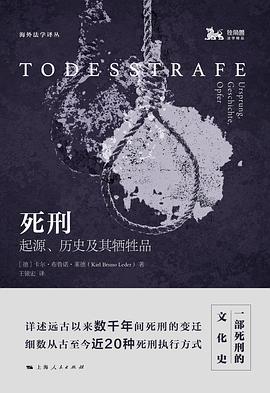 海外法学译丛
独角兽
法学精品
TODESSTRAFE
Ursprung,
Geschichte,
Opfer
死刑
起源、历史及其牺牲品
[德]卡尔·布鲁诺·莱德(Karl Bruno Leder)著
王银宏 译
详述远古以来数千年间死刑的变迁
细数从古至今近20种死刑执行方式
一部死刑的
文化史
上海人民出版社